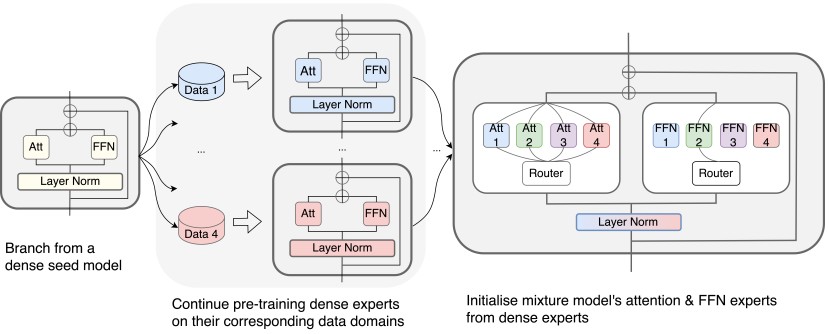 Att
FFN
Layer Norm
Branch from a
dense seed model
Data 1
...
Data 4
Att
FFN
Layer Norm
...
Att
FFN
Layer Norm
Continue pre-training dense experts
on their corresponding data domains
...
Att
1
Att
2
Att
3
Att
4
Router
FFN
1
FFN
2
FFN
3
FFN
4
Router
Layer Norm
Initialise mixture model's attention & FFN experts
from dense experts